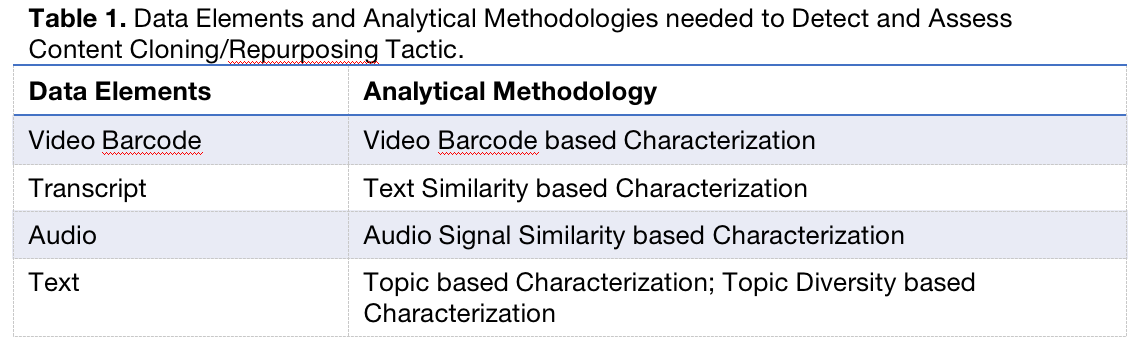 Table 1. Data Elements and Analytical Methodologies needed to Detect and Assess
Content Cloning/Repurposing Tactic.
Data Elements Analytical Methodology
Video Barcode Video Barcode based Characterization
Transcript Text Similarity based Characterization
Audio Audio Signal Similarity based Characterization
Text Topic based Characterization; Topic Diversity based
Characterization